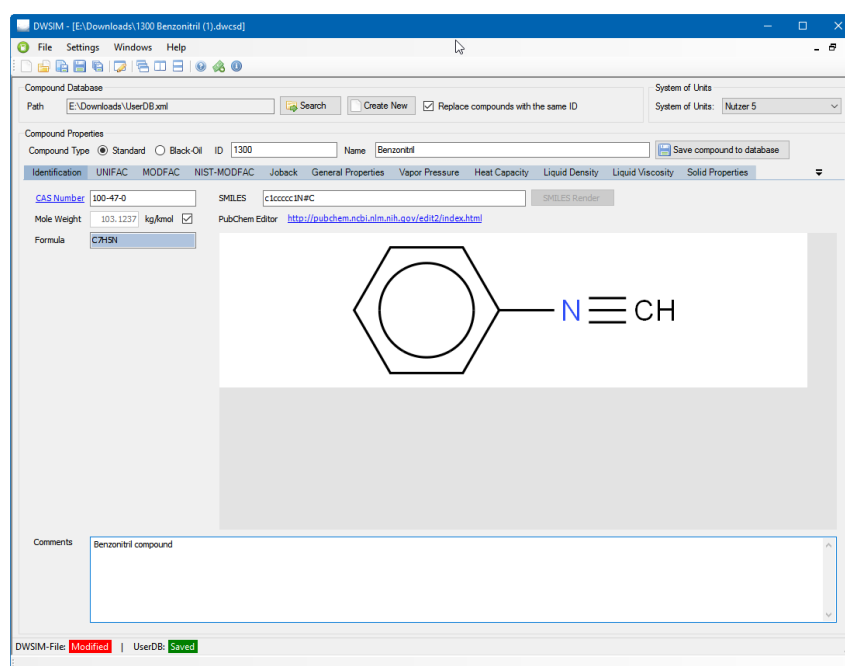 DWSIM - [E:\Downloads\1300 Benzonitril (1).dwcsd]
File Settings Windows Help
Compound Database
System of Units
Path E:\Downloads\UserDB.xml Search Create New Replace compounds with the same ID System of Units: Nutzer 5
Compound Properties
Compound Type Standard Black-Oil ID 1300 Name Benzonitril Save compound to database
Identification UNIFAC MODFAC NIST-MODFAC Joback General Properties Vapor Pressure Heat Capacity Liquid Density Liquid Viscosity Solid Properties
CAS Number 100-47-0 SMILES c1ccccc1N#C SMILES Render
Mole Weight 103.1237 kg/kmol PubChem Editor http://pubchem.ncbi.nlm.nih.gov/edit2/index.html
Formula C7H5N
N CH
Comments Benzonitril compound
DWSIM-File: Modified | UserDB: Saved